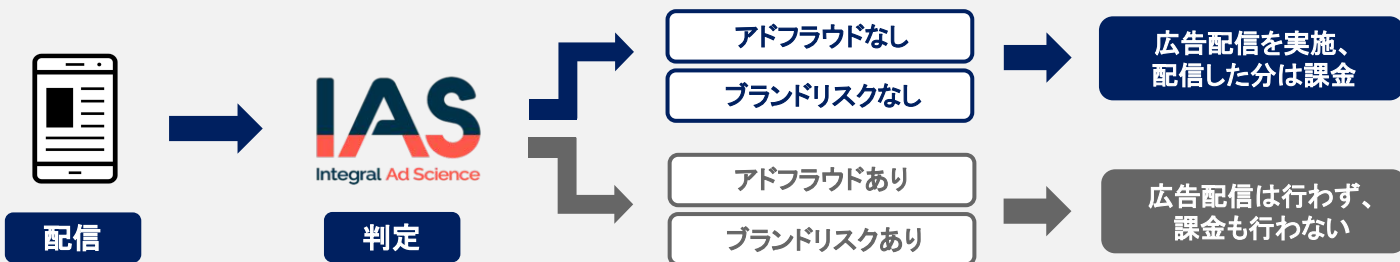 配信
IAS
Integral Ad Science
判定
アドフラウドなし
ブランドリスクなし
広告配信を実施、
配信した分は課金
アドフラウドあり
ブランドリスクあり
広告配信は行わず、
課金も行わない